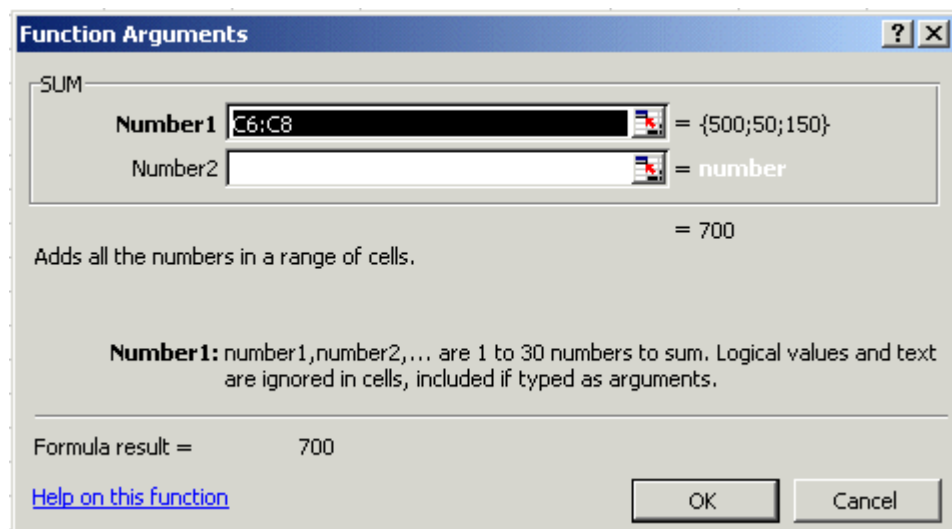 Function Arguments
SUM
Number1 C6:C8 = {500;50;150}
Number2 = number
= 700
Adds all the numbers in a range of cells.
Number1: number1,number2,... are 1 to 30 numbers to sum. Logical values and text
are ignored in cells, included if typed as arguments.
Formula result = 700
Help on this function OK Cancel